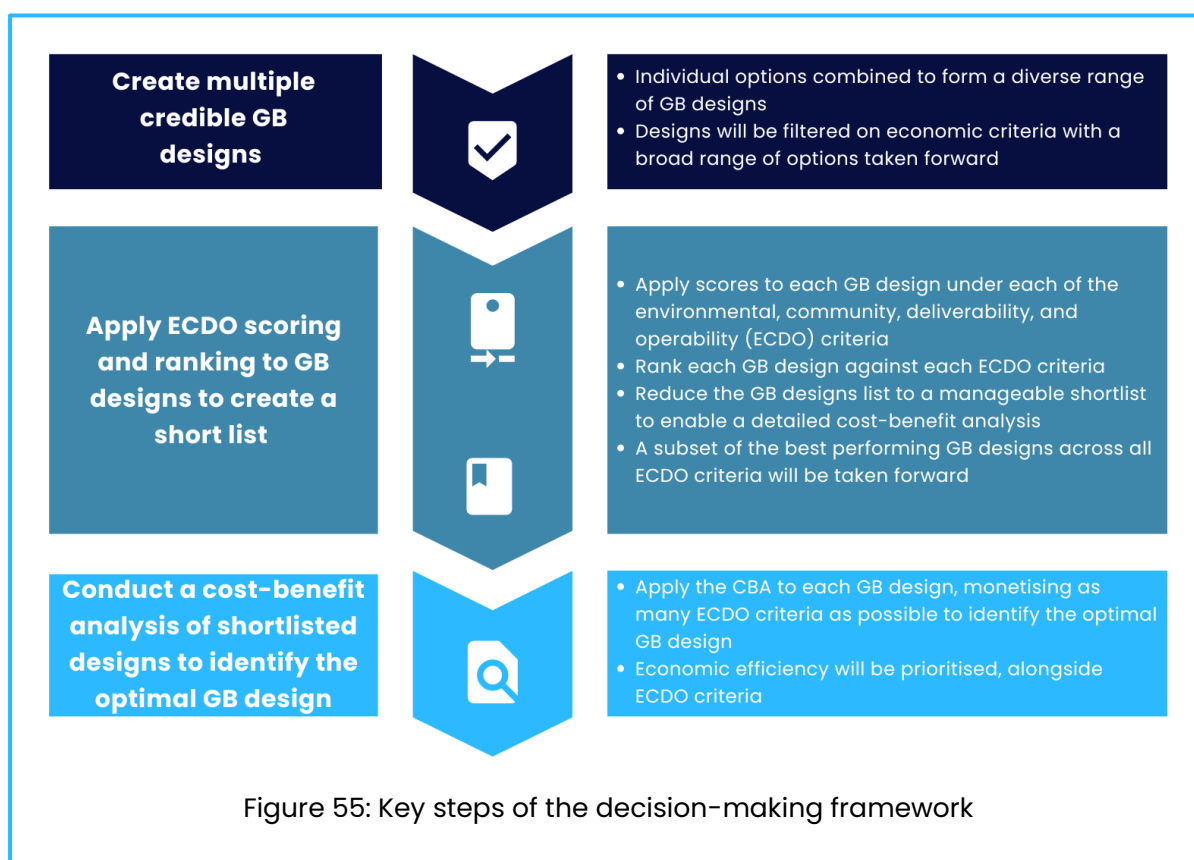 Create multiple
credible GB
designs
• Individual options combined to form a diverse range
of GB designs
• Designs will be filtered on economic criteria with a
broad range of options taken forward
Apply ECDO scoring
and ranking to GB
designs to create a
short list
• Apply scores to each GB design under each of the
environmental, community, deliverability, and
operability (ECDO) criteria
• Rank each GB design against each ECDO criteria
• Reduce the GB designs list to a manageable shortlist
to enable a detailed cost-benefit analysis
• A subset of the best performing GB designs across all
ECDO criteria will be taken forward
Conduct a cost-benefit
analysis of shortlisted
designs to identify the
optimal GB design
• Apply the CBA to each GB design, monetising as
many ECDO criteria as possible to identify the optimal
GB design
• Economic efficiency will be prioritised, alongside
ECDO criteria
Figure 55: Key steps of the decision-making framework